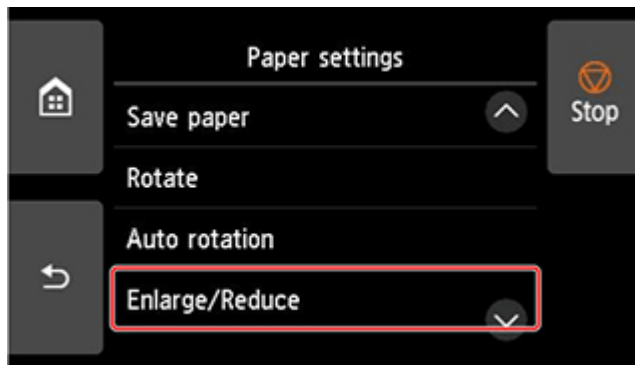 Paper settings
Stop
Save paper
Rotate
Auto rotation
Enlarge/Reduce